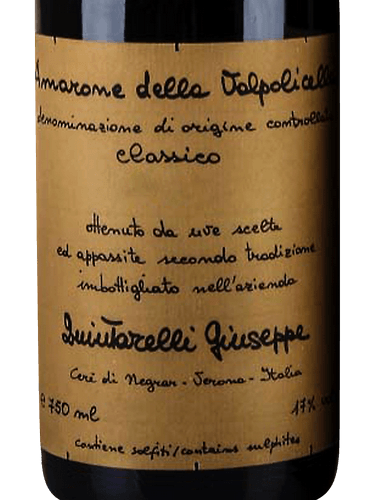 Amarone della Valpolicella
denominazione di origine controllata
classico
ottenuto da uve scelte
ed appassite secondo tradizione
imbottigliato nell'azienda
Quintarelli Giuseppe
Cerè di Negrar - Verona - Italia
e 750 ml 17% vol
contiene solfiti/contains sulphites